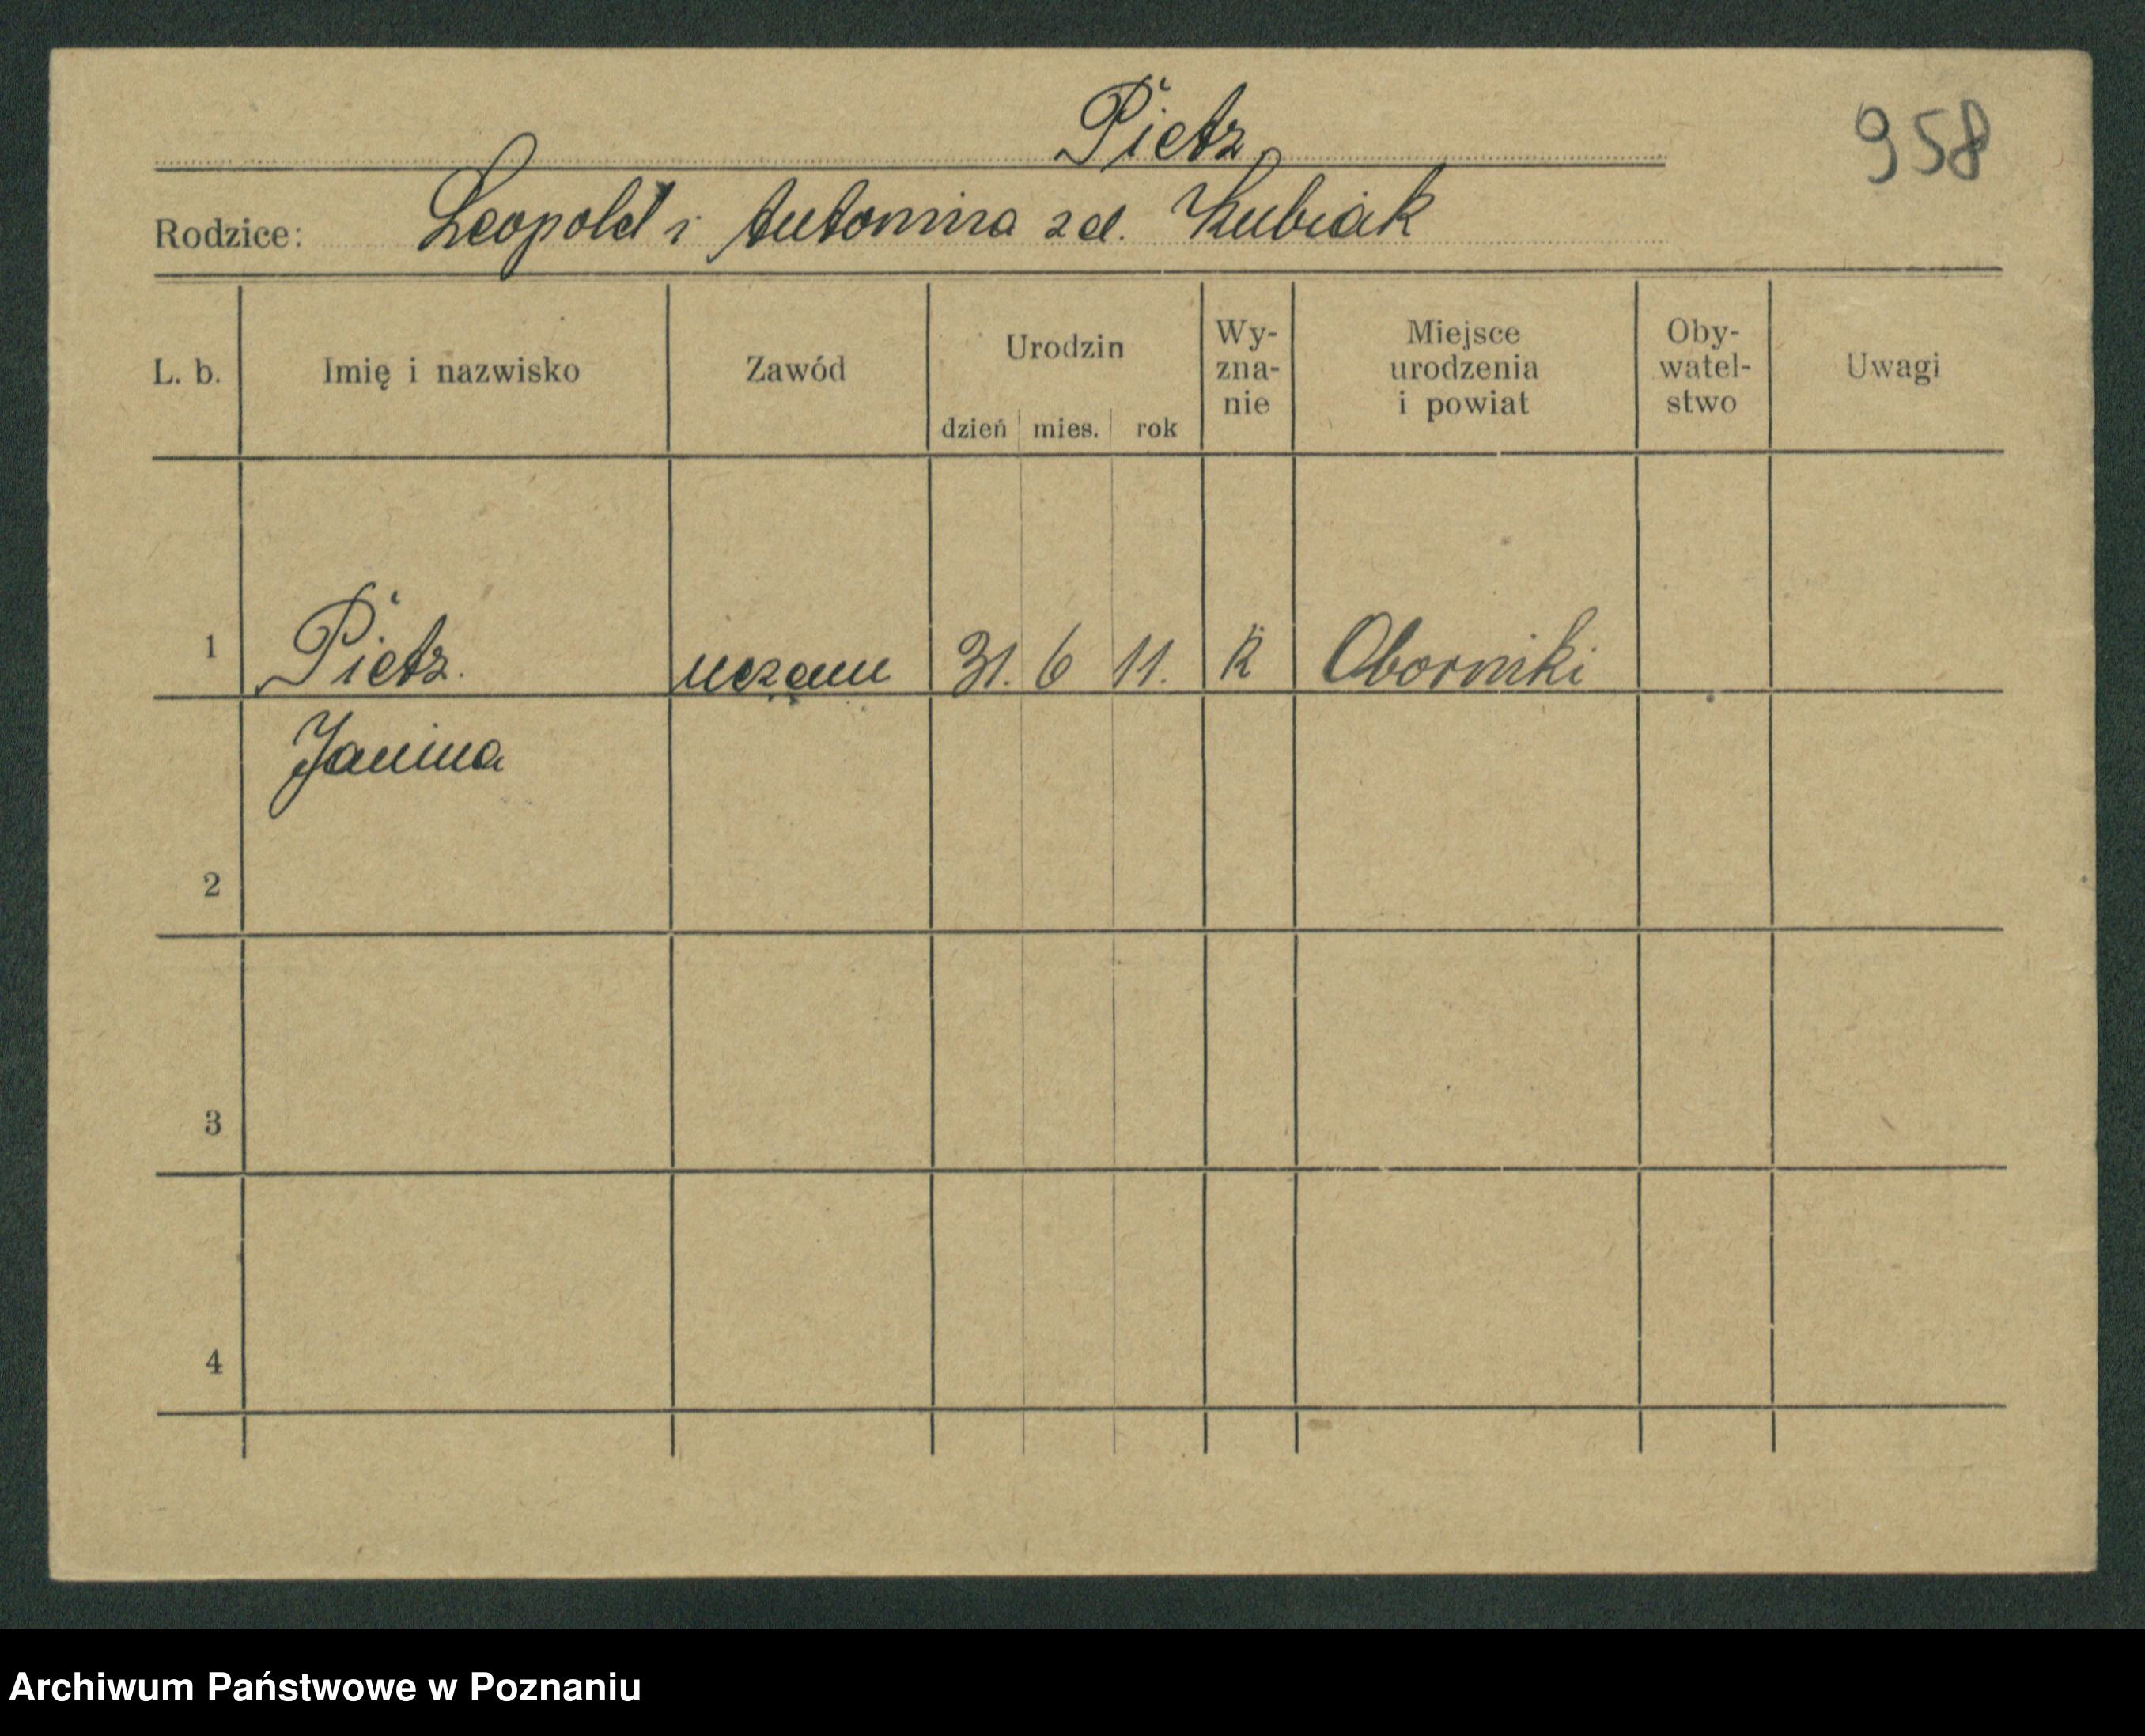 Pietz
958
Rodzice: Leopold i Antonina zd. Kubiak
L. b. Imię i nazwisko Zawód Urodzin dzień mies. rok Wy-zna-nie Miejsce urodzenia i powiat Oby-watel-stwo Uwagi
1 Pietz. 31. 6 11. k Oborniki
Janina
2
3
4
Archiwum Państwowe w Poznaniu